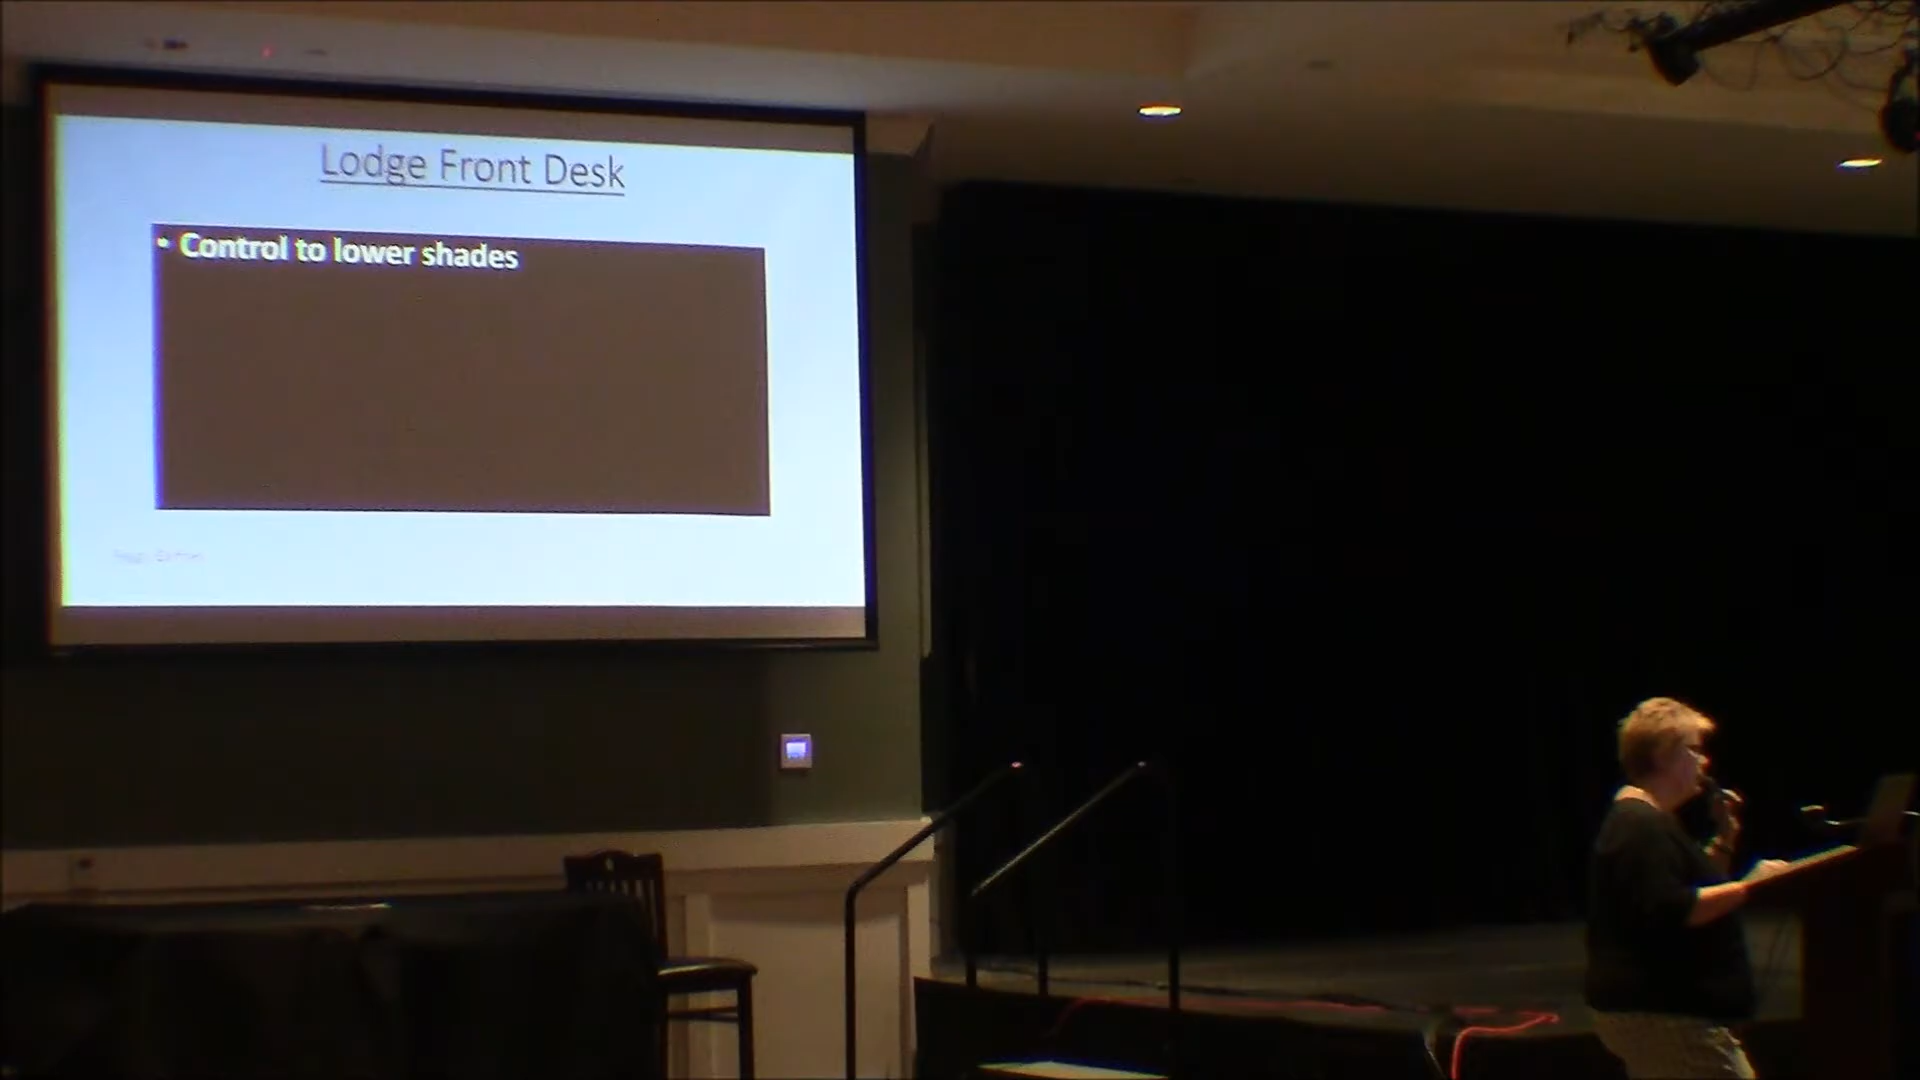 Lodge Front Desk
• Control to lower shades